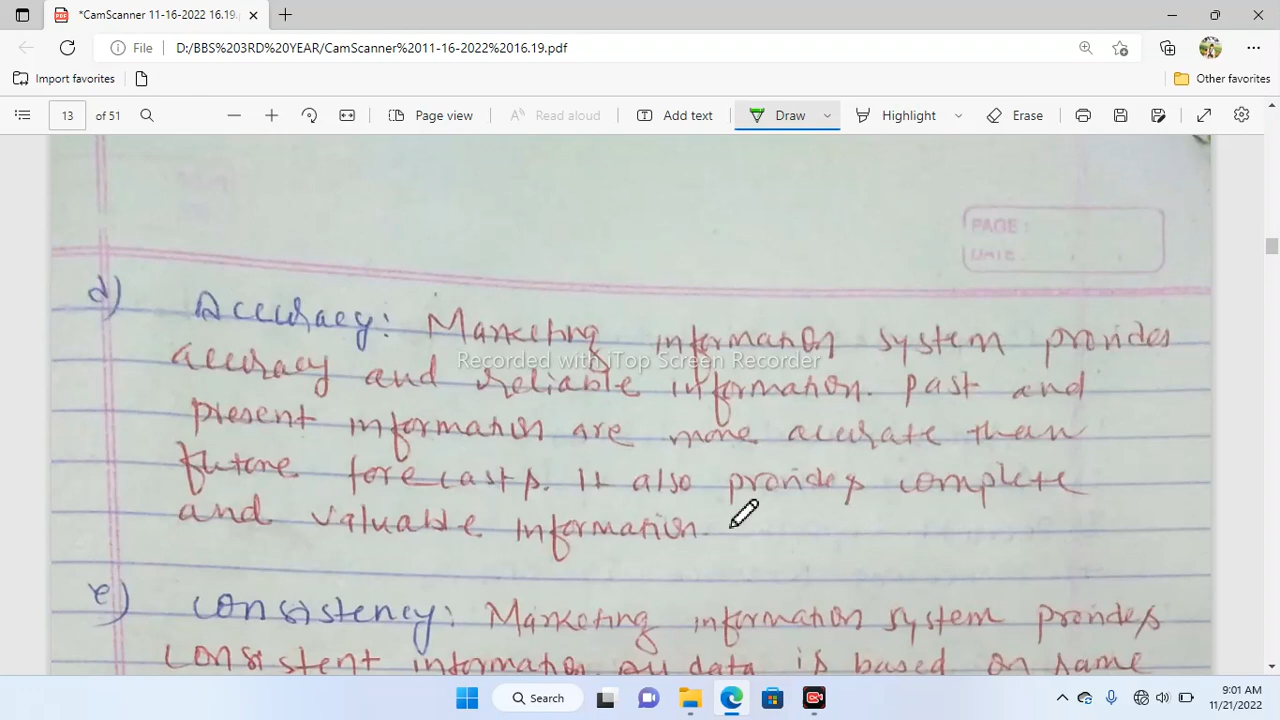 *CamScanner 11-16-2022 16.19.
File D:/BBS%203RD%20YEAR/CamScanner%2011-16-2022%2016.19.pdf
Import favorites
Other favorites
13 of 51 Page view Read aloud Add text Draw Highlight Erase
PAGE :
DATE
d) Accuracy: Marketing information system provides
Recorded with iTop Screen Recorder
accuracy and reliable information. Past and
present information are more accurate than
future forecasts. It also provides complete
and valuable information.
e) Consistency: Marketing information system provides
consistent information. all data is based on same
Search
9:01 AM
11/21/2022